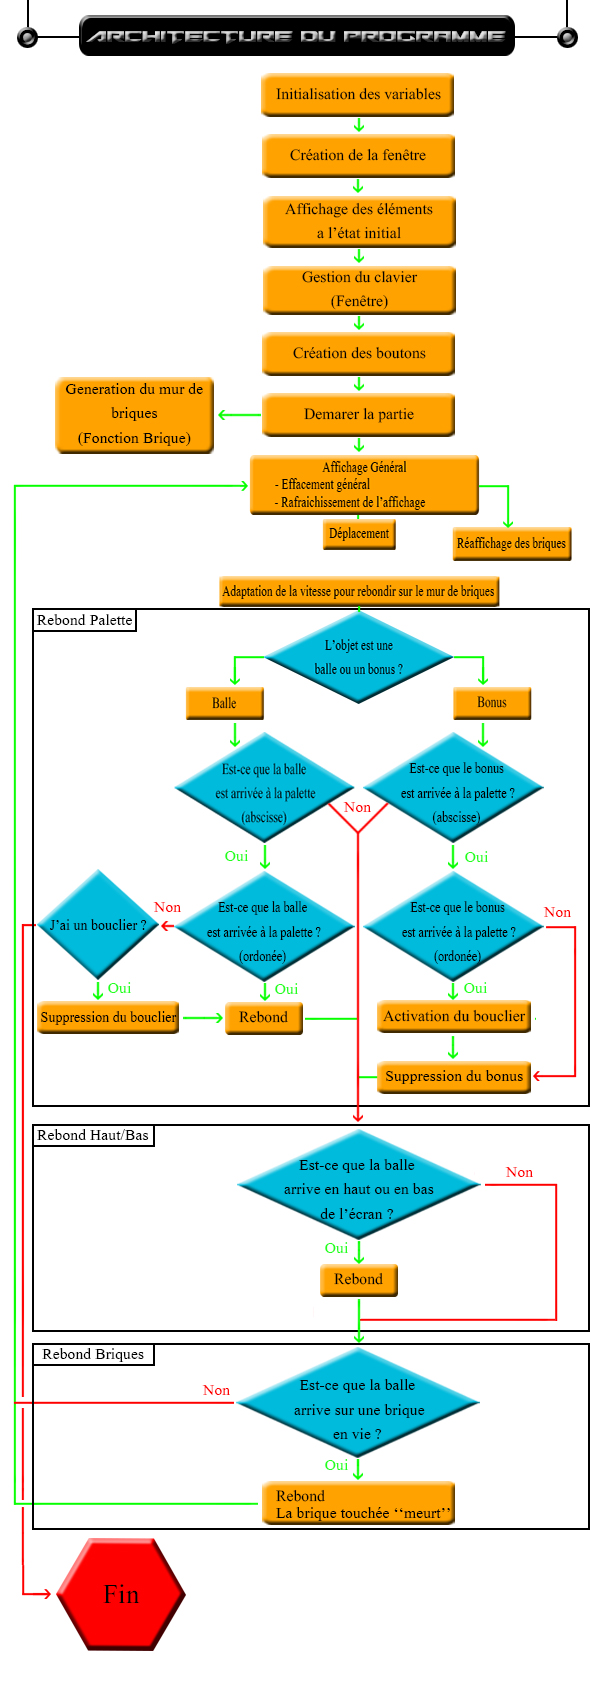 ARCHITECTURE DU PROGRAMME
Initialisation des variables
Création de la fenêtre
Affichage des éléments
a l'état initial
Gestion du clavier
(Fenêtre)
Création des boutons
Generation du mur de
briques
(Fonction Brique)
Demarer la partie
Affichage Général
- Effacement général
- Rafraichissement de l'affichage
Déplacement
Réaffichage des briques
Adaptation de la vitesse pour rebondir sur le mur de briques
Rebond Palette
L'objet est une
balle ou un bonus ?
Balle
Bonus
Est-ce que la balle
est arrivée à la palette
(abscisse)
Est-ce que le bonus
est arrivée à la palette ?
(abscisse)
Non
Oui
Oui
J'ai un bouclier ?
Non
Est-ce que la balle
est arrivée à la palette ?
(ordonée)
Est-ce que le bonus
est arrivée à la palette ?
(ordonée)
Non
Oui
Oui
Oui
Suppression du bouclier
Rebond
Activation du bouclier
Suppression du bonus
Rebond Haut/Bas
Est-ce que la balle
arrive en haut ou en bas
de l'écran ?
Non
Oui
Rebond
Rebond Briques
Est-ce que la balle
arrive sur une brique
en vie ?
Non
Oui
Rebond
La brique touchée ‘‘meurt’’
Fin